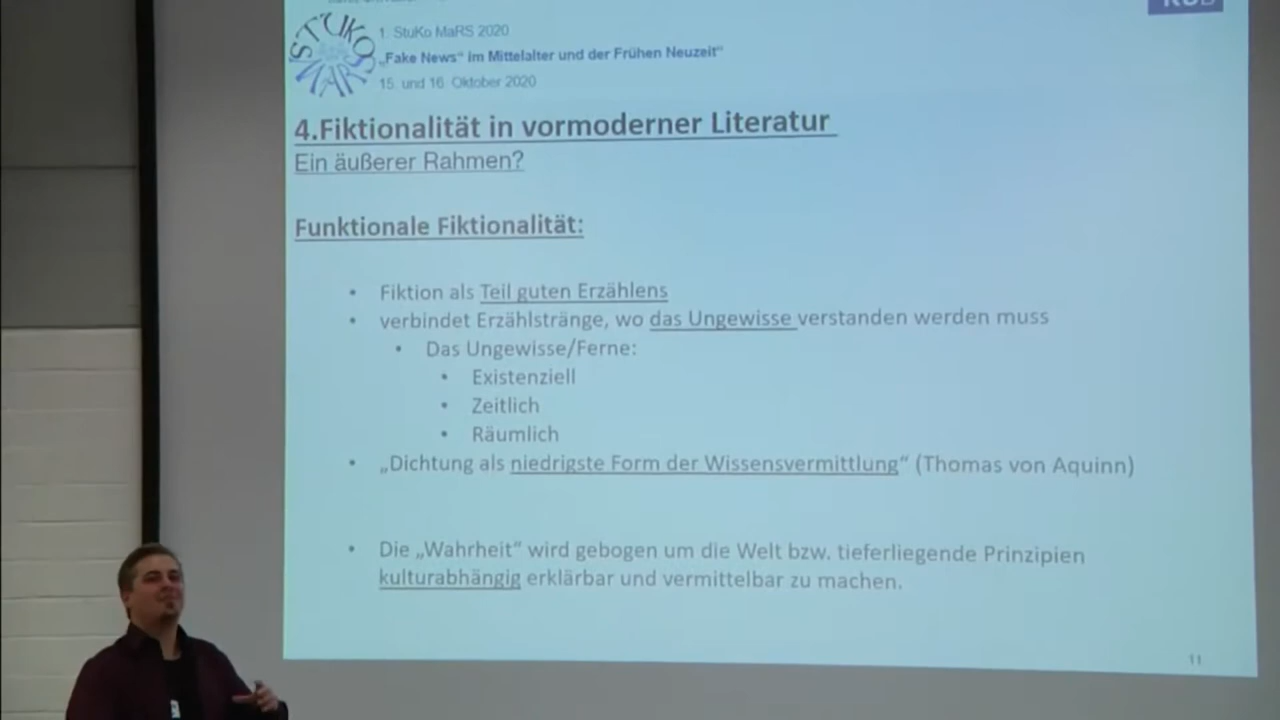 STUKO
MARS
1. StuKo MaRS 2020
„Fake News“ im Mittelalter und der Frühen Neuzeit“
15. und 16. Oktober 2020
4.Fiktionalität in vormoderner Literatur
Ein äußerer Rahmen?
Funktionale Fiktionalität:
• Fiktion als Teil guten Erzählens
• verbindet Erzählstränge, wo das Ungewisse verstanden werden muss
• Das Ungewisse/Ferne:
• Existenziell
• Zeitlich
• Räumlich
• „Dichtung als niedrigste Form der Wissensvermittlung“ (Thomas von Aquinn)
• Die „Wahrheit“ wird gebogen um die Welt bzw. tieferliegende Prinzipien
kulturabhängig erklärbar und vermittelbar zu machen.
11